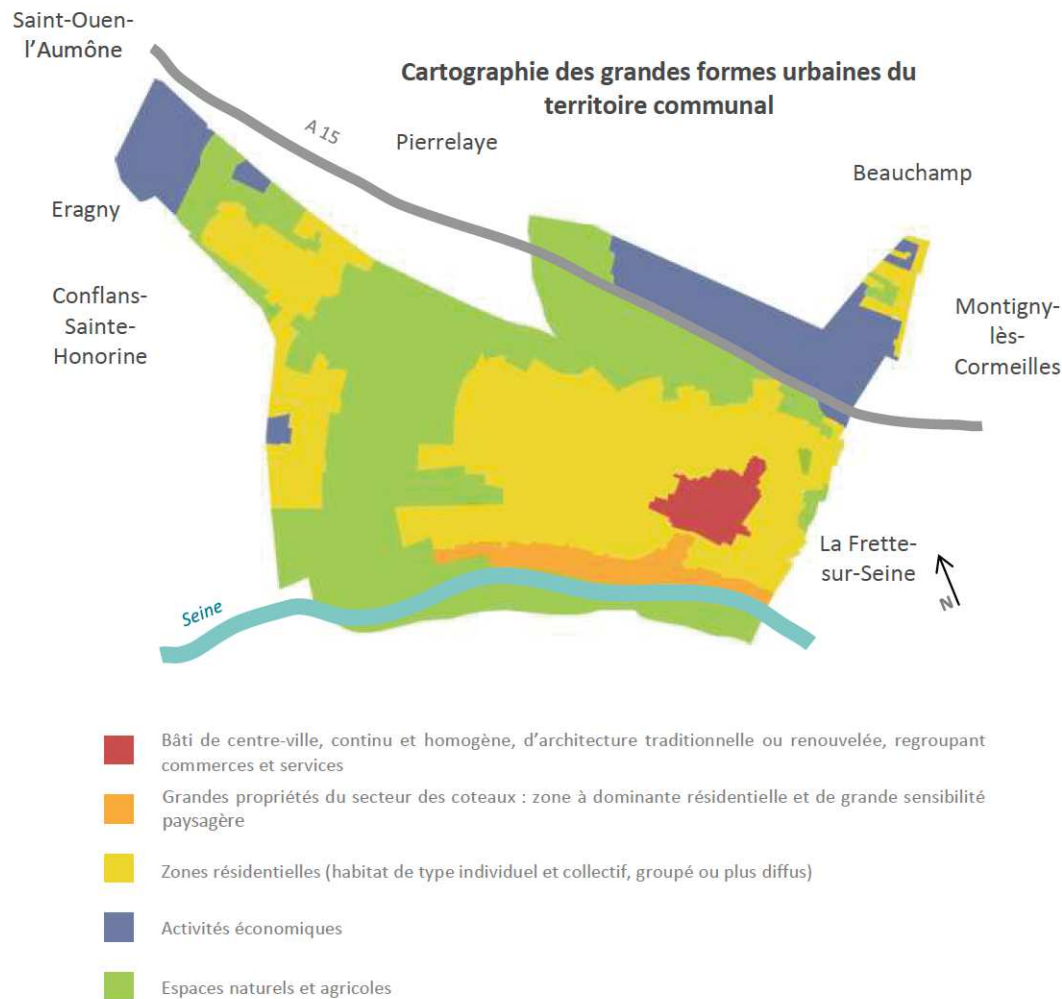 Saint-Ouen-
l’Aumône
Cartographie des grandes formes urbaines du
territoire communal
A 15
Pierrelaye
Beauchamp
Eragny
Conflans-
Sainte-
Honorine
Montigny-
lès-
Cormeilles
La Frette-
sur-Seine
N
Seine
Bâti de centre-ville, continu et homogène, d’architecture traditionnelle ou renouvelée, regroupant
commerces et services
Grandes propriétés du secteur des coteaux : zone à dominante résidentielle et de grande sensibilité
paysagère
Zones résidentielles (habitat de type individuel et collectif, groupé ou plus diffus)
Activités économiques
Espaces naturels et agricoles